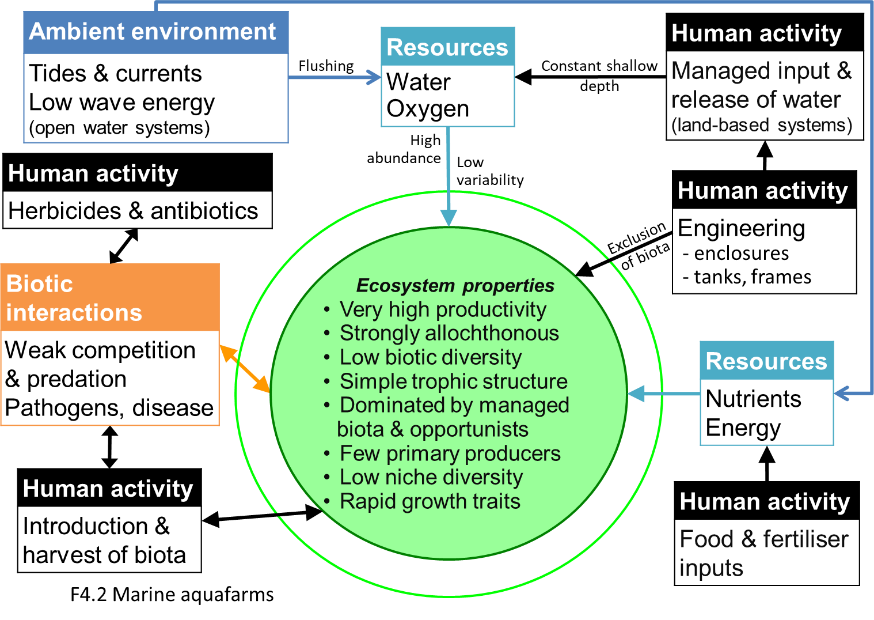 Ambient environment
Tides & currents
Low wave energy
(open water systems)
Flushing
Resources
Water
Oxygen
Constant shallow
depth
Human activity
Managed input &
release of water
(land-based systems)
High
abundance
Low
variability
Human activity
Herbicides & antibiotics
Human activity
Engineering
- enclosures
- tanks, frames
Exclusion
of biota
Biotic
interactions
Weak competition
& predation
Pathogens, disease
Ecosystem properties
• Very high productivity
• Strongly allochthonous
• Low biotic diversity
• Simple trophic structure
• Dominated by managed
biota & opportunists
• Few primary producers
• Low niche diversity
• Rapid growth traits
Resources
Nutrients
Energy
Human activity
Introduction &
harvest of biota
Human activity
Food & fertiliser
inputs
F4.2 Marine aquafarms